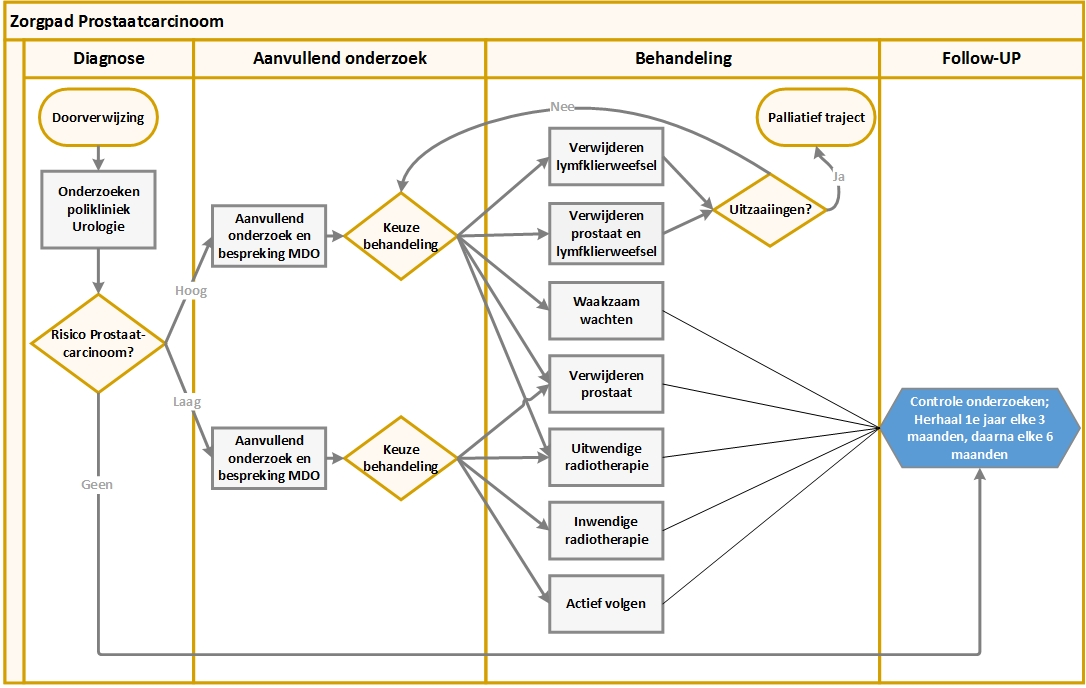 Zorgpad Prostaatcarcinoom
Diagnose
Aanvullend onderzoek
Behandeling
Follow-UP
Doorverwijzing
Onderzoeken
polikliniek
Urologie
Risico Prostaat-
carcinoom?
Hoog
Laag
Geen
Aanvullend
onderzoek en
bespreking MDO
Keuze
behandeling
Aanvullend
onderzoek en
bespreking MDO
Keuze
behandeling
Nee
Verwijderen
lymfklierweefsel
Verwijderen
prostaat en
lymfklierweefsel
Waakzaam
wachten
Verwijderen
prostaat
Uitwendige
radiotherapie
Inwendige
radiotherapie
Actief volgen
Uitzaaiingen?
Ja
Palliatief traject
Controle onderzoeken;
Herhaal 1e jaar elke 3
maanden, daarna elke 6
maanden